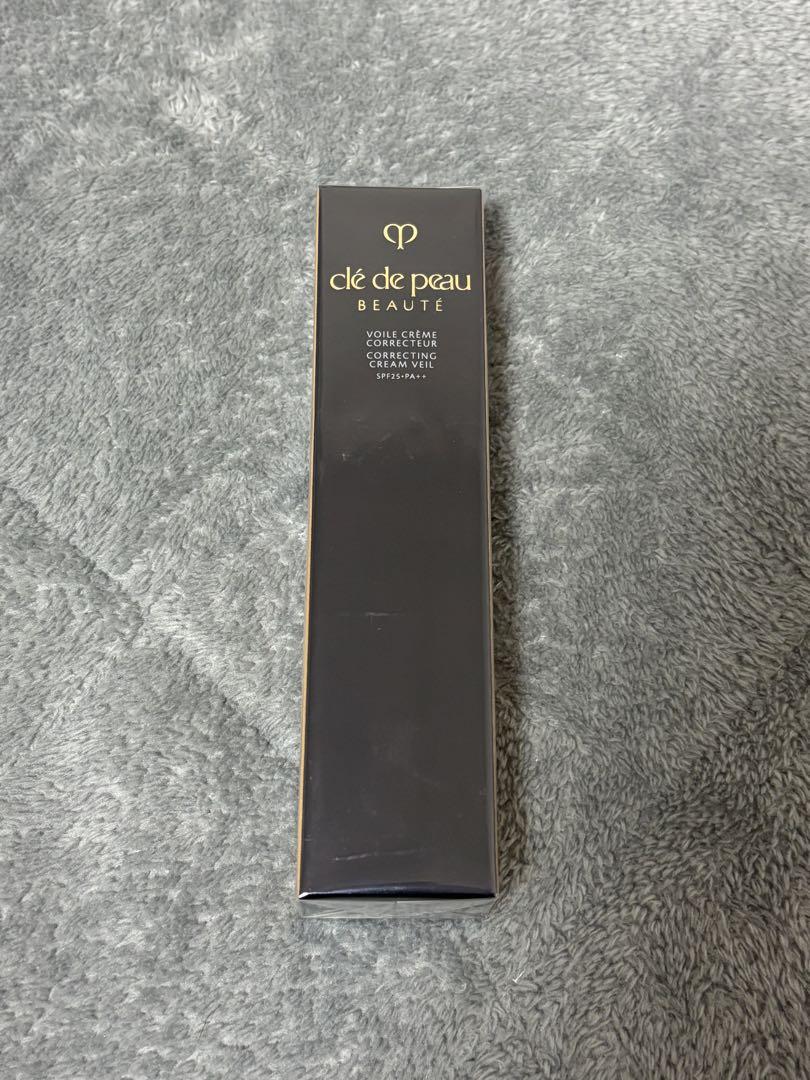 clé de peau
BEAUTÉ
VOILE CRÈME
CORRECTEUR
CORRECTING
CREAM VEIL
SPF25•PA++